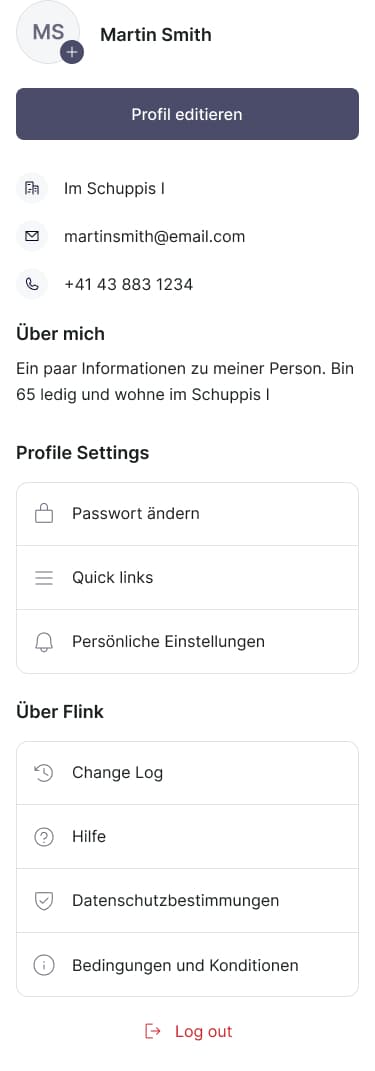 MS
Martin Smith
Profil editieren
Im Schuppis I
martinsmith@email.com
+41 43 883 1234
Über mich
Ein paar Informationen zu meiner Person. Bin
65 ledig und wohne im Schuppis I
Profile Settings
Passwort ändern
Quick links
Persönliche Einstellungen
Über Flink
Change Log
Hilfe
Datenschutzbestimmungen
Bedingungen und Konditionen
Log out